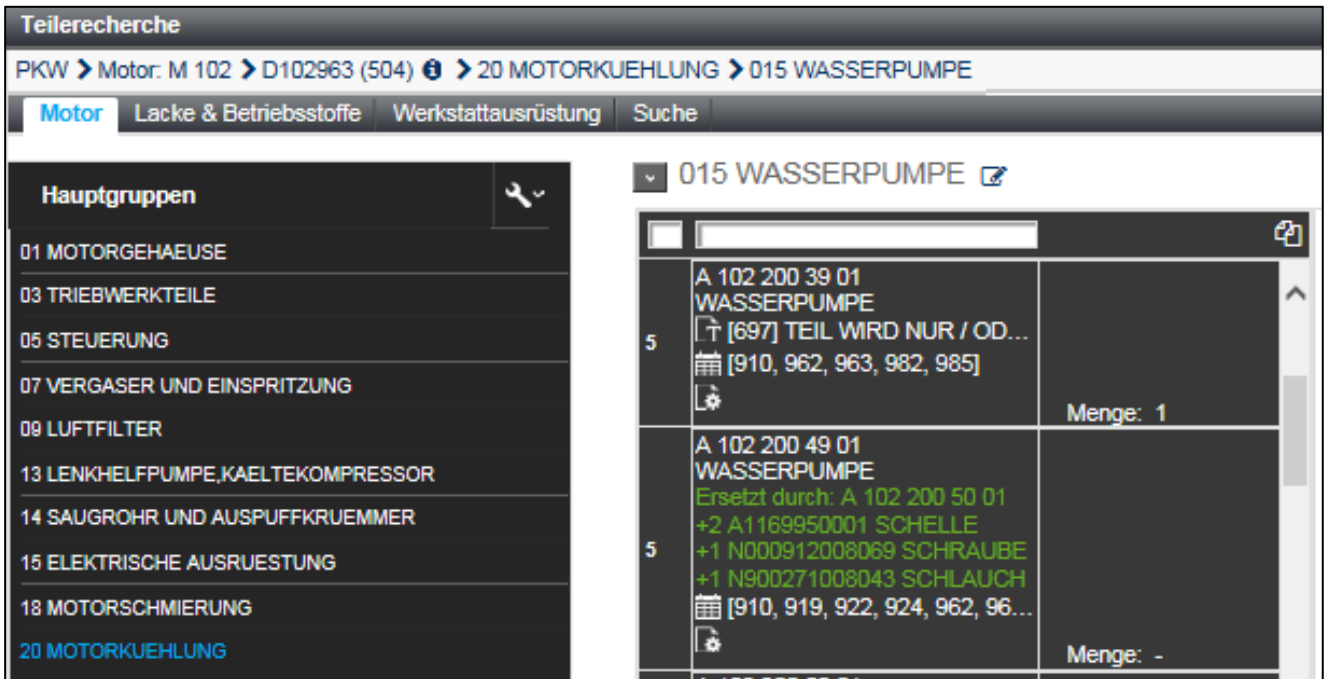 Teilerecherche
PKW > Motor: M 102 > D102963 (504) > 20 MOTORKUEHLUNG > 015 WASSERPUMPE
Motor Lacke & Betriebsstoffe Werkstattausrüstung Suche
Hauptgruppen
01 MOTORGEHAEUSE
03 TRIEBWERKTEILE
05 STEUERUNG
07 VERGASER UND EINSPRITZUNG
09 LUFTFILTER
13 LENKHELFPUMPE,KAELTEKOMPRESSOR
14 SAUGROHR UND AUSPUFFKRUEMMER
15 ELEKTRISCHE AUSRUESTUNG
18 MOTORSCHMIERUNG
20 MOTORKUEHLUNG
015 WASSERPUMPE
5
A 102 200 39 01
WASSERPUMPE
[697] TEIL WIRD NUR / OD...
[910, 962, 963, 982, 985]
Menge: 1
5
A 102 200 49 01
WASSERPUMPE
Ersetzt durch: A 102 200 50 01
+2 A1169950001 SCHELLE
+1 N000912008069 SCHRAUBE
+1 N900271008043 SCHLAUCH
[910, 919, 922, 924, 962, 96...
Menge: -